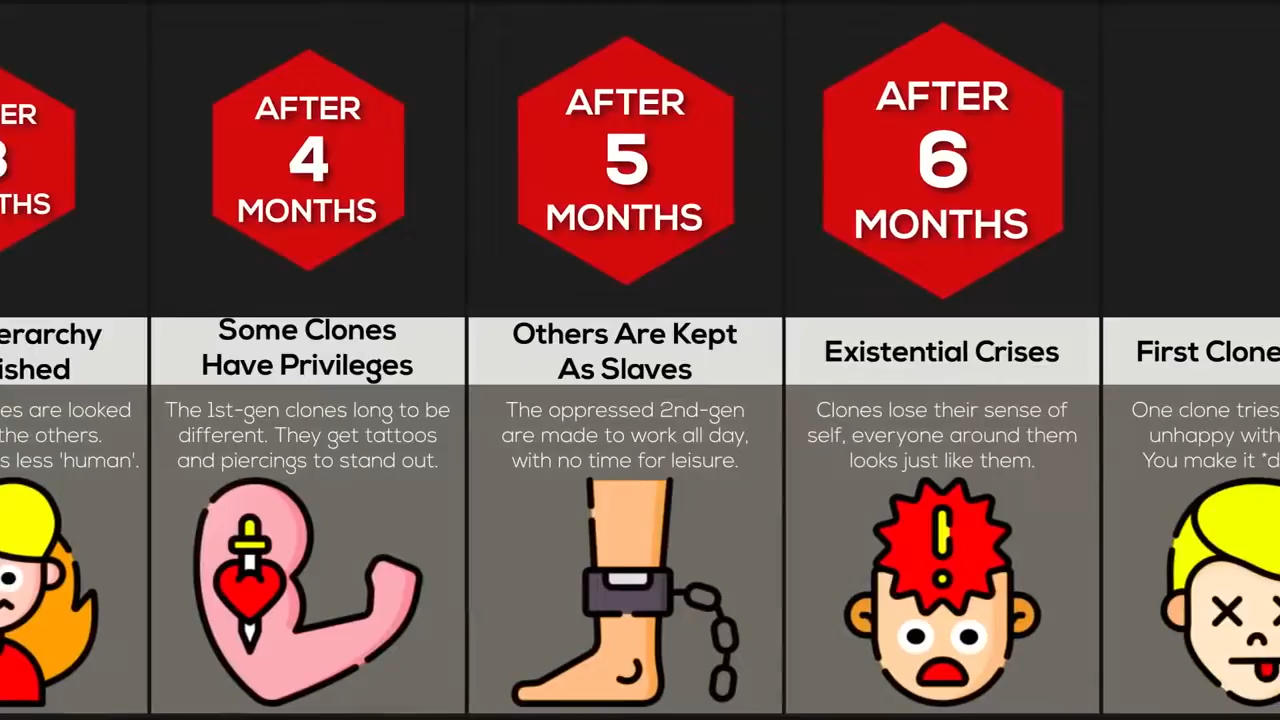 ER
3
THS
erarchy
ished
es are looked
the others.
s less 'human'.
AFTER
4
MONTHS
Some Clones
Have Privileges
The 1st-gen clones long to be
different. They get tattoos
and piercings to stand out.
AFTER
5
MONTHS
Others Are Kept
As Slaves
The oppressed 2nd-gen
are made to work all day,
with no time for leisure.
AFTER
6
MONTHS
Existential Crises
Clones lose their sense of
self, everyone around them
looks just like them.
First Clone
One clone tries
unhappy with
You make it *d